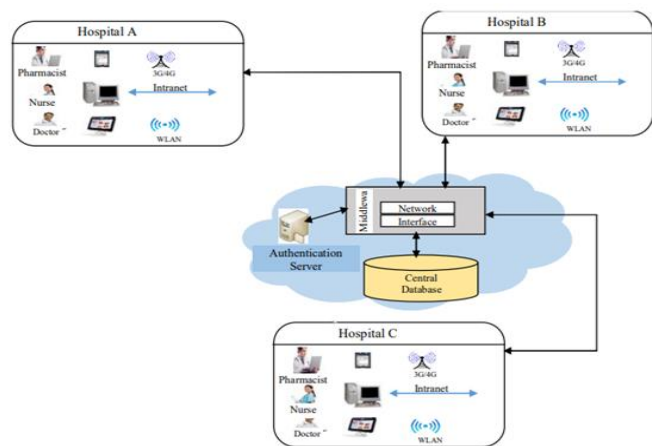 Hospital A
Pharmacist
3G/4G
Intranet
Nurse
Doctor
WLAN
Hospital B
Pharmacist
3G/4G
Intranet
Nurse
Doctor
WLAN
Middlewa
Network
Interface
Authentication
Server
Central
Database
Hospital C
Pharmacist
3G/4G
Intranet
Nurse
Doctor
WLAN